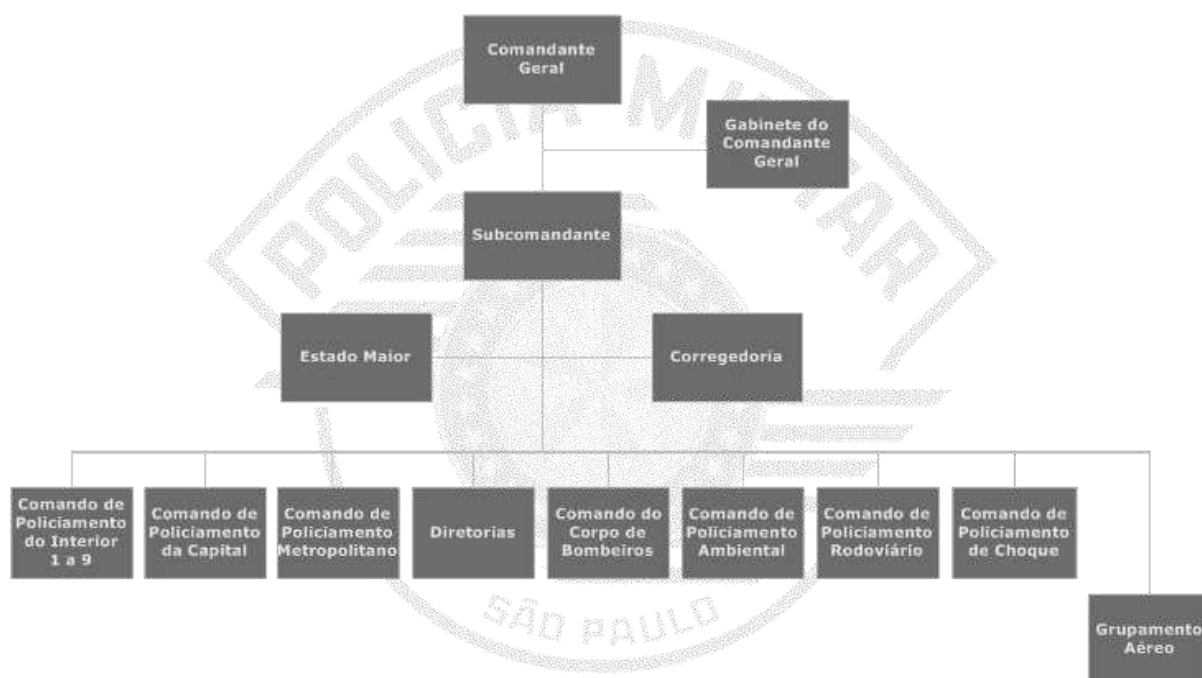 POLICIA MILITAR
Comandante
Geral
Gabinete do
Comandante
Geral
Subcomandante
Estado Maior
Corregedoria
Comando de
Policiamento
do Interior
1 a 9
Comando de
Policiamento
da Capital
Comando de
Policiamento
Metropolitano
Diretorias
Comando do
Corpo de
Bombeiros
Comando de
Policiamento
Ambiental
Comando de
Policiamento
Rodoviário
Comando de
Policiamento
de Choque
Grupamento
Aéreo
SÃO PAULO